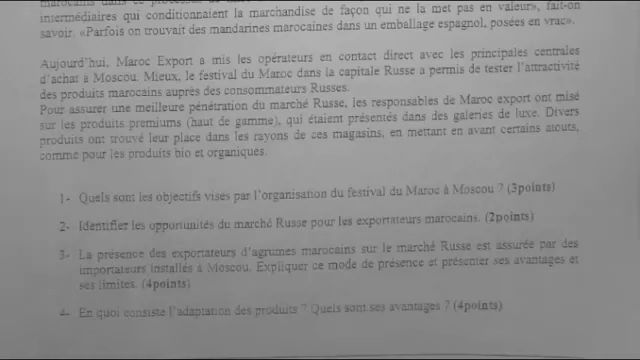 intermédiaires qui conditionnaient la marchandise de façon qui ne la met pas en valeur», fait-on
savoir. «Parfois on trouvait des mandarines marocaines dans un emballage espagnol, posées en vrac».
Aujourd'hui, Maroc Export a mis les opérateurs en contact direct avec les principales centrales
d'achat à Moscou. Mieux, le festival du Maroc dans la capitale Russe a permis de tester l'attractivité
des produits marocains auprès des consommateurs Russes.
Pour assurer une meilleure pénétration du marché Russe, les responsables de Maroc export ont misé
sur les produits premiums (haut de gamme), qui étaient présentés dans des galeries de luxe. Divers
produits ont trouvé leur place dans les rayons de ces magasins, en mettant en avant certains atouts,
comme pour les produits bio et organiques.
1- Quels sont les objectifs visés par l'organisation du festival du Maroc à Moscou ? (3points)
2- Identifier les opportunités du marché Russe pour les exportateurs marocains. (2points)
3- La présence des exportateurs d'agrumes marocains sur le marché Russe est assurée par des
importateurs installés à Moscou. Expliquer ce mode de présence et présenter ses avantages et
ses limites. (4points)
4- En quoi consiste l'adaptation des produits ? Quels sont ses avantages ? (4points)